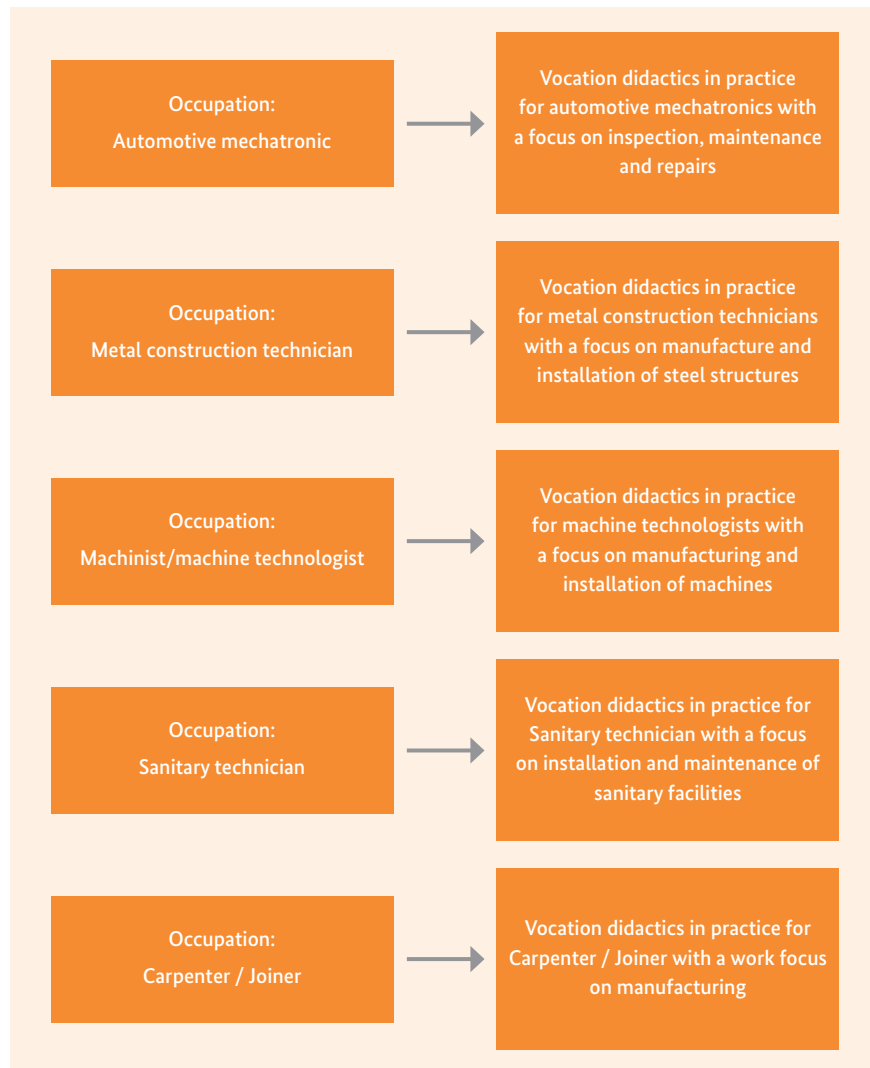 Occupation:
Automotive mechatronic
Vocation didactics in practice
for automotive mechatronics with
a focus on inspection, maintenance
and repairs
Occupation:
Metal construction technician
Vocation didactics in practice
for metal construction technicians
with a focus on manufacture and
installation of steel structures
Occupation:
Machinist/machine technologist
Vocation didactics in practice
for machine technologists with
a focus on manufacturing and
installation of machines
Occupation:
Sanitary technician
Vocation didactics in practice for
Sanitary technician with a focus
on installation and maintenance of
sanitary facilities
Occupation:
Carpenter / Joiner
Vocation didactics in practice for
Carpenter / Joiner with a work focus
on manufacturing